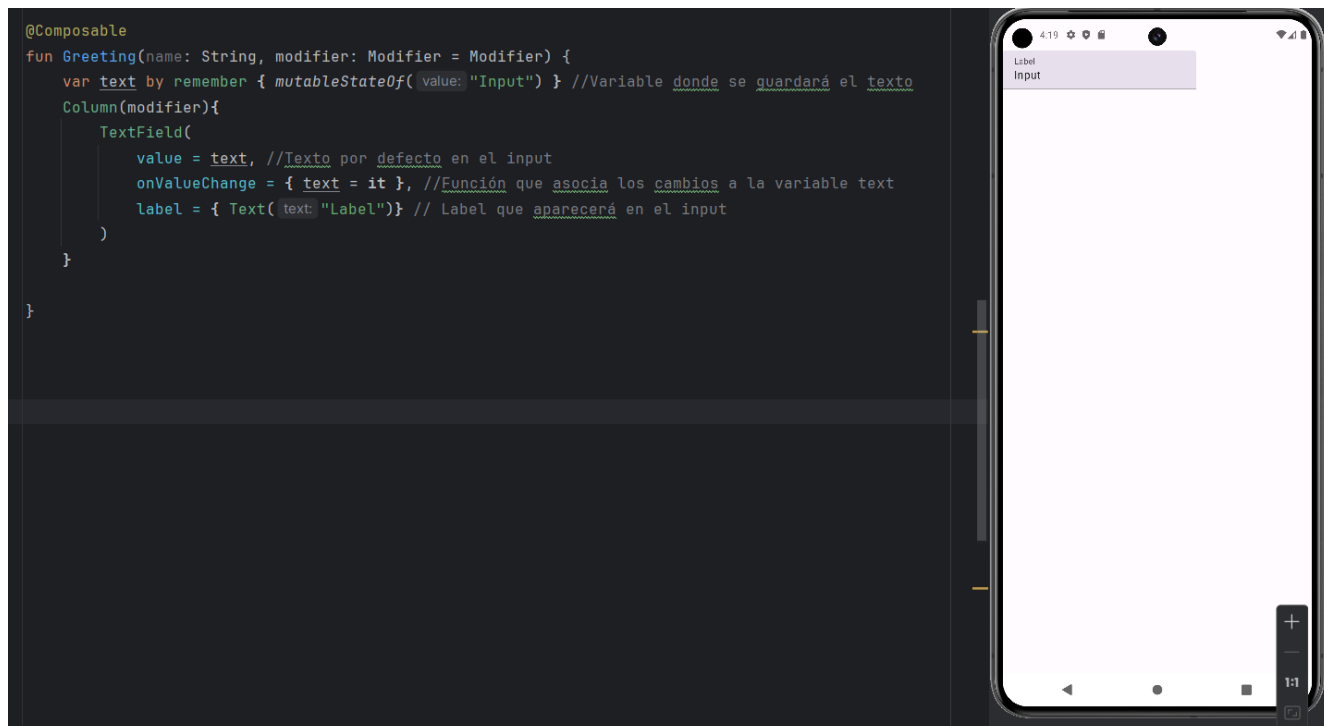 @Composable
fun Greeting(name: String, modifier: Modifier = Modifier) {
var text by remember { mutableStateOf( value: "Input") } //Variable donde se guardará el texto
Column(modifier){
TextField(
value = text, //Texto por defecto en el input
onValueChange = { text = it }, //Función que asocia los cambios a la variable text
label = { Text( text: "Label")} // Label que aparecerá en el input
)
}
}
4:19
Label
Input
1:1